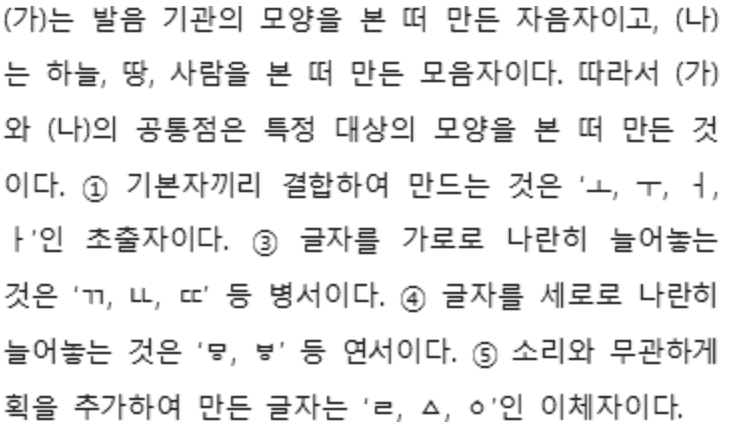 (가)는 발음 기관의 모양을 본 떠 만든 자음자이고, (나)
는 하늘, 땅, 사람을 본 떠 만든 모음자이다. 따라서 (가)
와 (나)의 공통점은 특정 대상의 모양을 본 떠 만든 것
이다. ① 기본자끼리 결합하여 만드는 것은 'ㅗ, ㅜ, ㅓ,
ㅏ'인 초출자이다. ③ 글자를 가로로 나란히 늘어놓는
것은 'ㄲ, ㅥ, ㄸ' 등 병서이다. ④ 글자를 세로로 나란히
늘어놓는 것은 'ㅱ, ㅸ' 등 연서이다. ⑤ 소리와 무관하게
획을 추가하여 만든 글자는 'ㄹ, ㅿ, ㆁ'인 이체자이다.